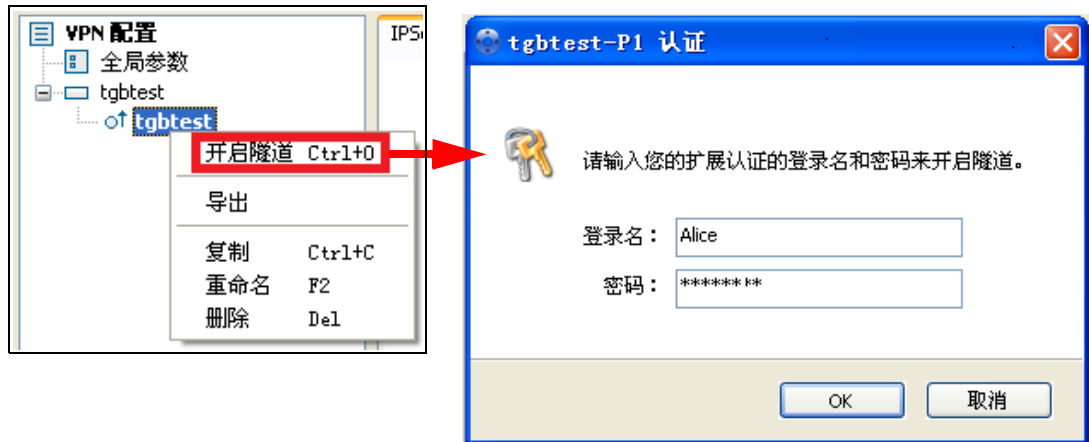 VPN 配置
全局参数
tgbtest
tgbtest
开启隧道 Ctrl+O
导出
复制 Ctrl+C
重命名 F2
删除 Del
IPSe
tgbtest-P1 认证
请输入您的扩展认证的登录名和密码来开启隧道。
登录名： Alice
密码： ********
OK
取消